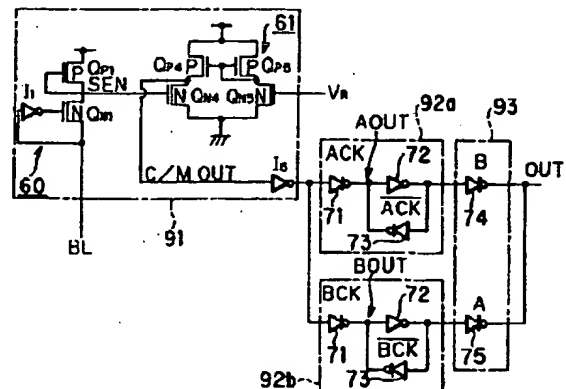 61
QP4
P
P
QP5
P
QP1
SEN
I1
N
QN1
N
QN4
QN5
N
VR
60
C/M OUT
I6
91
BL
AOUT
92a
93
ACK
72
B
OUT
71
ACK
73
74
BOUT
BCK
72
A
71
BCK
73
75
92b